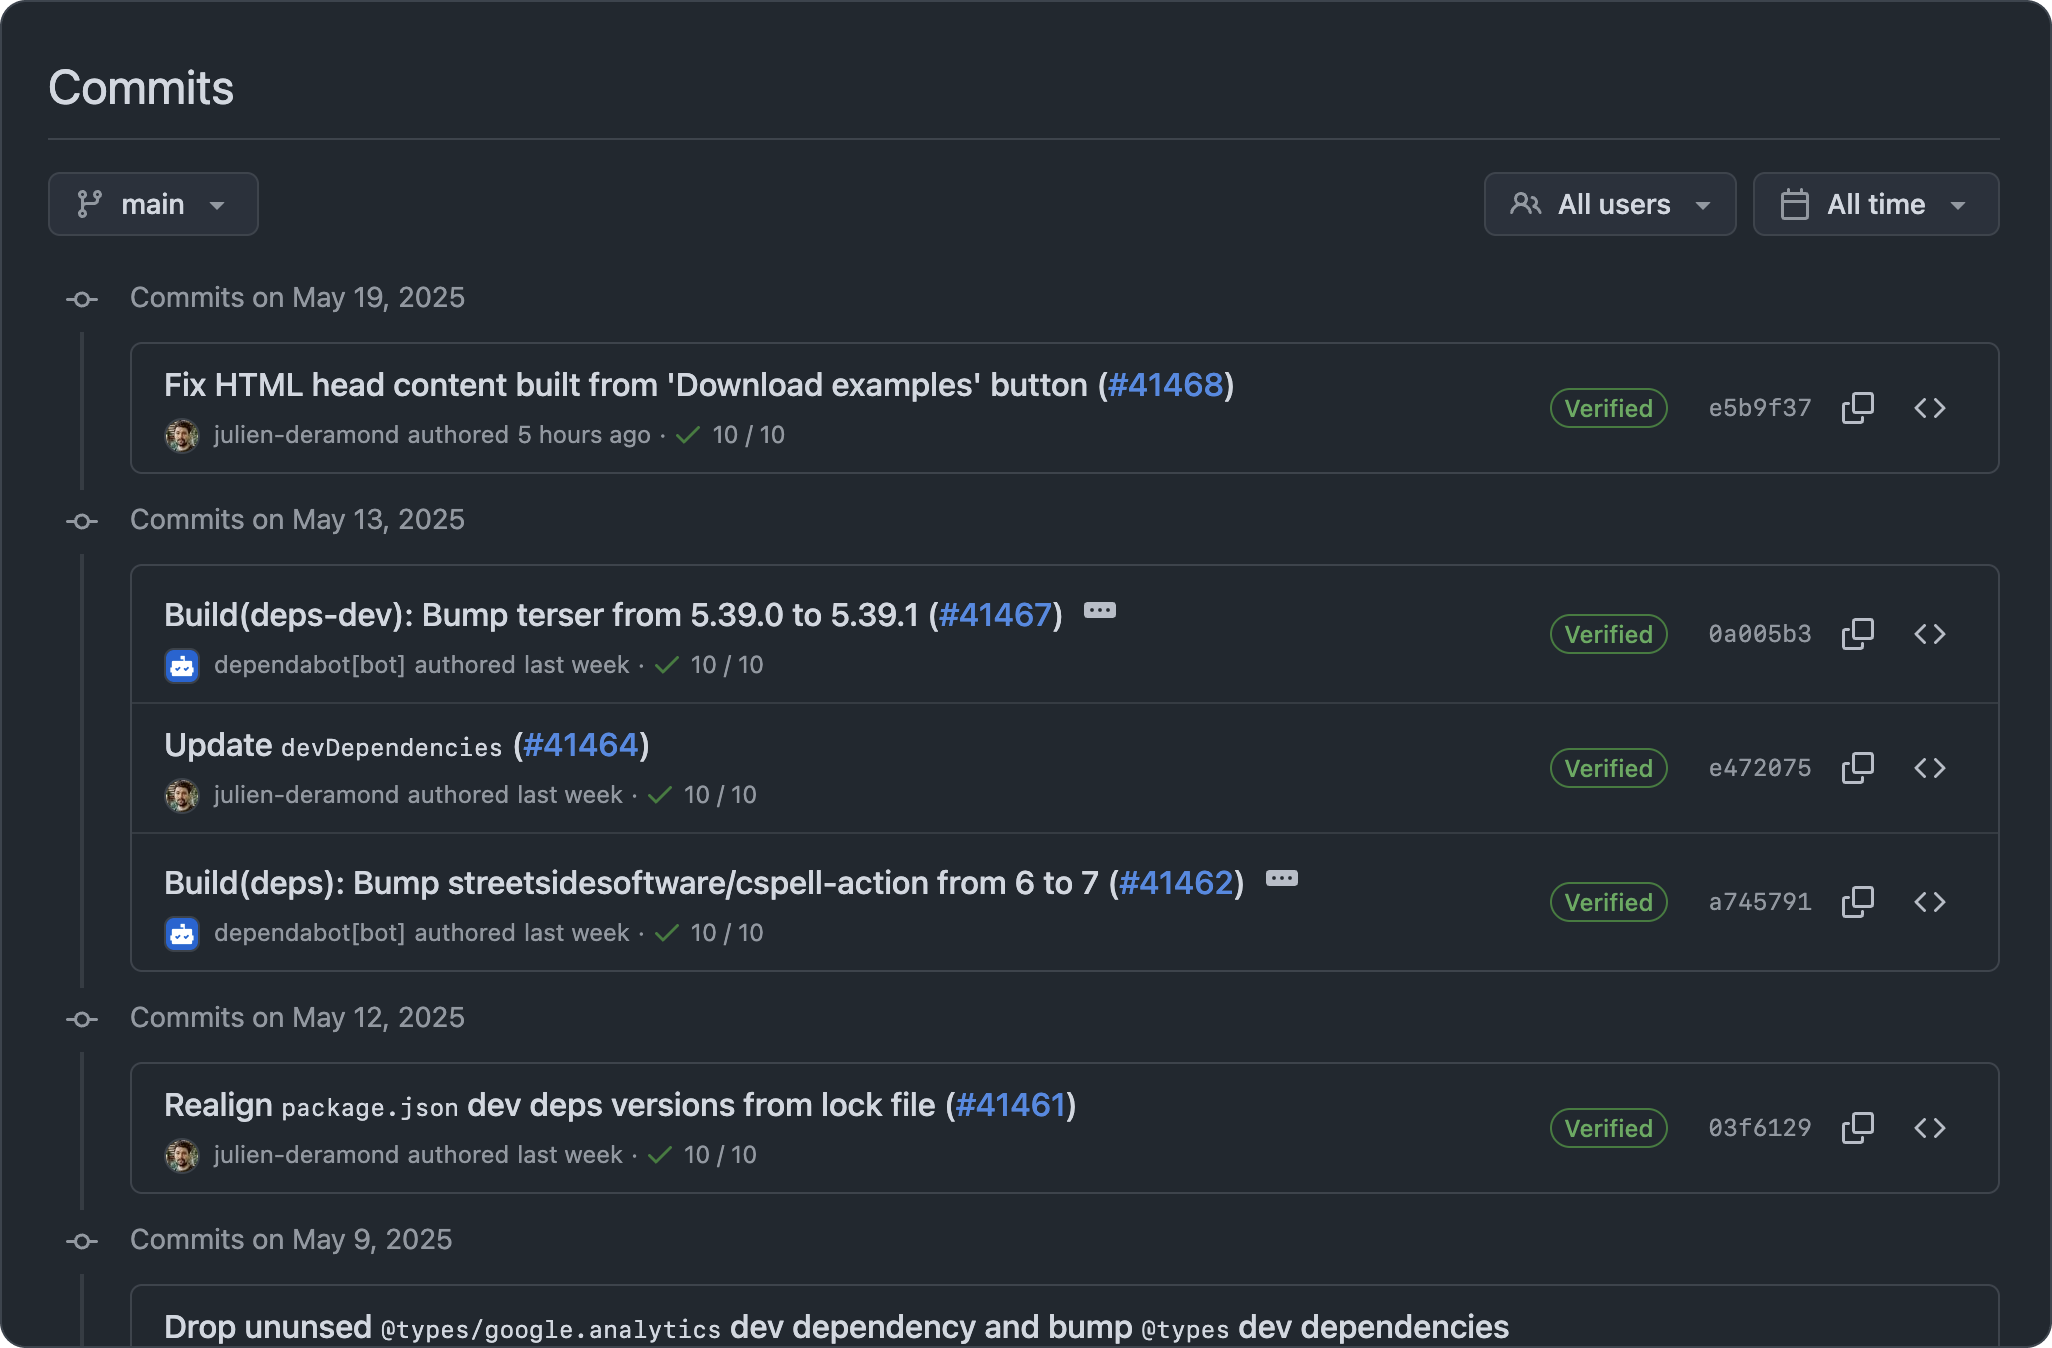 Commits
main
All users
All time
Commits on May 19, 2025
Fix HTML head content built from 'Download examples' button (#41468)
julien-deramond authored 5 hours ago · 10 / 10
Verified
e5b9f37
Commits on May 13, 2025
Build(deps-dev): Bump terser from 5.39.0 to 5.39.1 (#41467)
dependabot[bot] authored last week · 10 / 10
Verified
0a005b3
Update devDependencies (#41464)
julien-deramond authored last week · 10 / 10
Verified
e472075
Build(deps): Bump streetsidesoftware/cspell-action from 6 to 7 (#41462)
dependabot[bot] authored last week · 10 / 10
Verified
a745791
Commits on May 12, 2025
Realign package.json dev deps versions from lock file (#41461)
julien-deramond authored last week · 10 / 10
Verified
03f6129
Commits on May 9, 2025
Drop ununsed @types/google.analytics dev dependency and bump @types dev dependencies